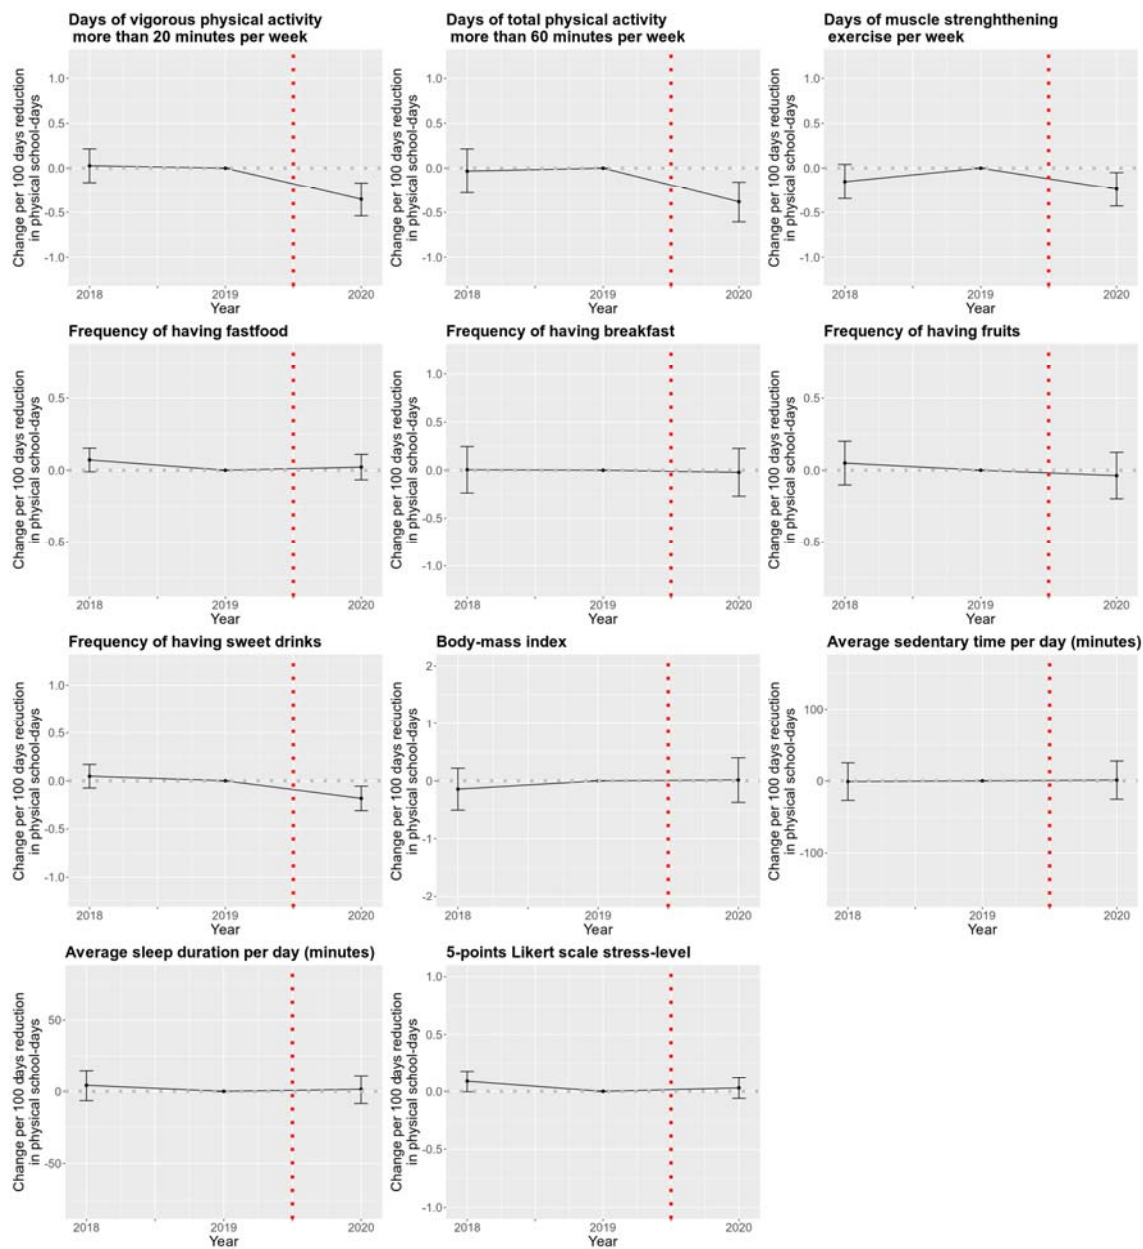 Days of vigorous physical activity
more than 20 minutes per week
Change per 100 days reduction
in physical school-days
1.0
0.5
0.0
-0.5
-1.0
2018
2019
2020
Year
Days of total physical activity
more than 60 minutes per week
Change per 100 days reduction
in physical school-days
1.0
0.5
0.0
-0.5
-1.0
2018
2019
2020
Year
Days of muscle strenghthening
exercise per week
Change per 100 days reduction
in physical school-days
1.0
0.5
0.0
-0.5
-1.0
2018
2019
2020
Year
Frequency of having fastfood
Change per 100 days reduction
in physical school-days
0.5
0.0
-0.5
2018
2019
2020
Year
Frequency of having breakfast
Change per 100 days reduction
in physical school-days
1.0
0.5
0.0
-0.5
-1.0
2018
2019
2020
Year
Frequency of having fruits
Change per 100 days reduction
in physical school-days
0.5
0.0
-0.5
2018
2019
2020
Year
Frequency of having sweet drinks
Change per 100 days recuction
in physical school-days
1.0
0.5
0.0
-0.5
-1.0
2018
2019
2020
Year
Body-mass index
Change per 100 days reduction
in physical school-days
2
1
0
-1
-2
2018
2019
2020
Year
Average sedentary time per day (minutes)
Change per 100 days reduction
in physical school-days
100
0
-100
2018
2019
2020
Year
Average sleep duration per day (minutes)
Change per 100 days reduction
in physical school-days
50
0
-50
2018
2019
2020
Year
5-points Likert scale stress-level
Change per 100 days reduction
in physical school-days
1.0
0.5
0.0
-0.5
-1.0
2018
2019
2020
Year